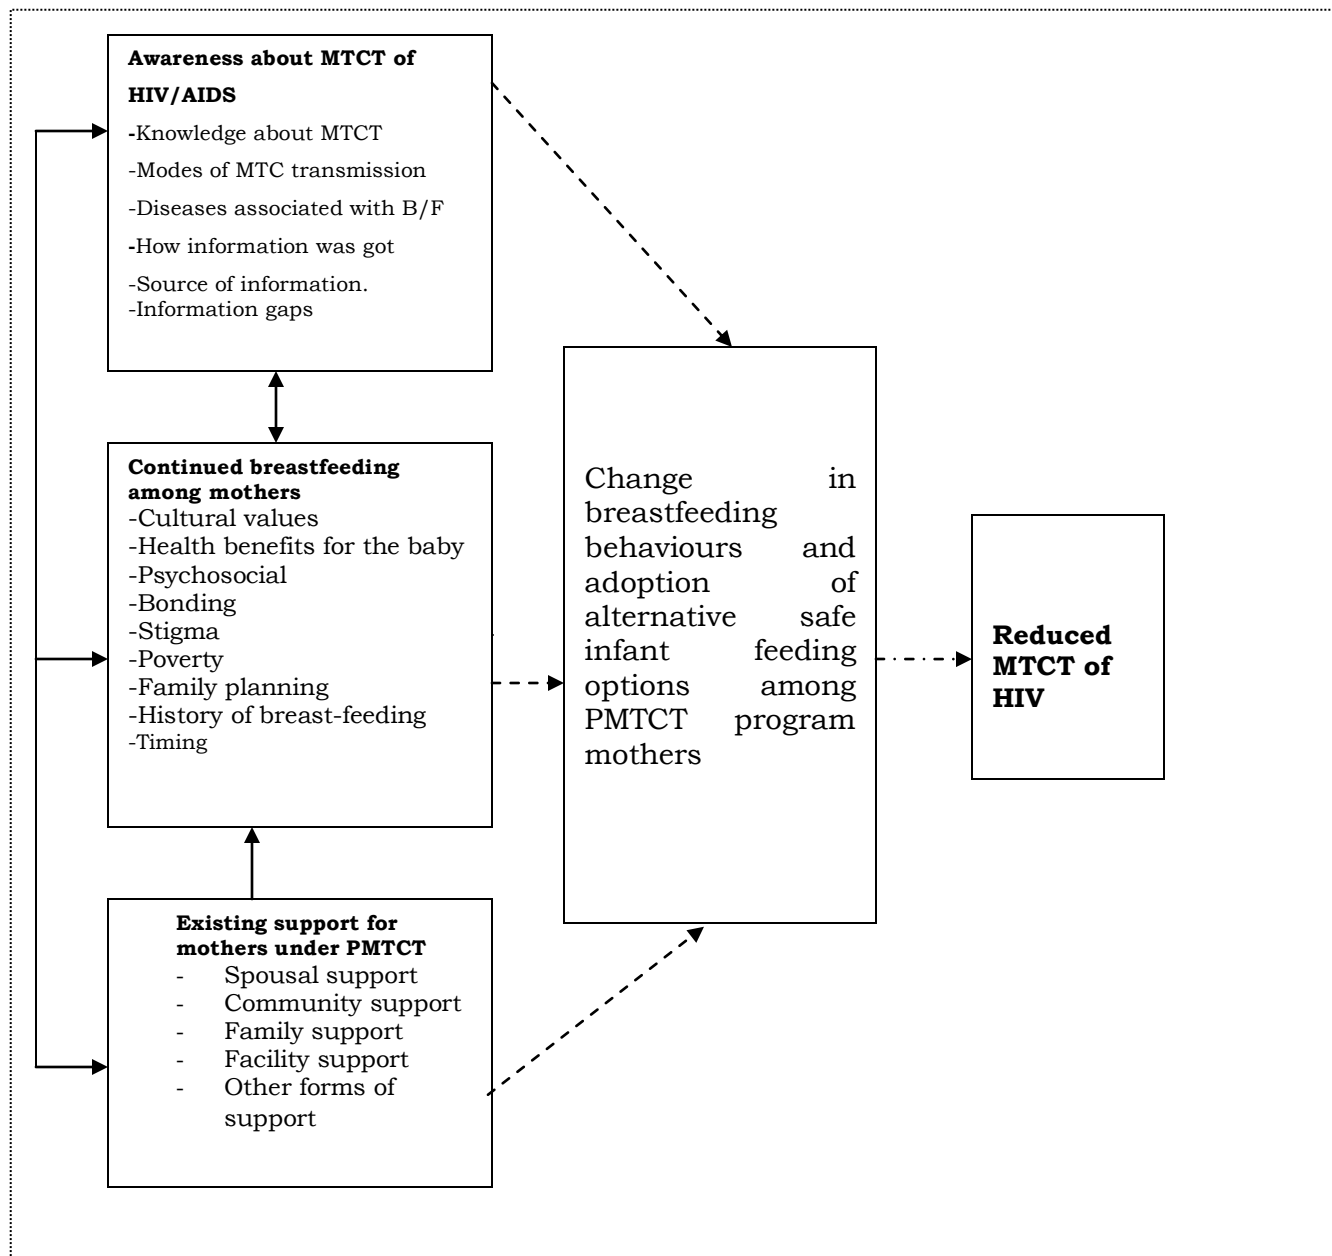 Awareness about MTCT of
HIV/AIDS
-Knowledge about MTCT
-Modes of MTC transmission
-Diseases associated with B/F
-How information was got
-Source of information.
-Information gaps
Continued breastfeeding
among mothers
-Cultural values
-Health benefits for the baby
-Psychosocial
-Bonding
-Stigma
-Poverty
-Family planning
-History of breast-feeding
-Timing
Existing support for
mothers under PMTCT
- Spousal support
- Community support
- Family support
- Facility support
- Other forms of
support
Change in
breastfeeding
behaviours and
adoption of
alternative safe
infant feeding
options among
PMTCT program
mothers
Reduced
MTCT of
HIV